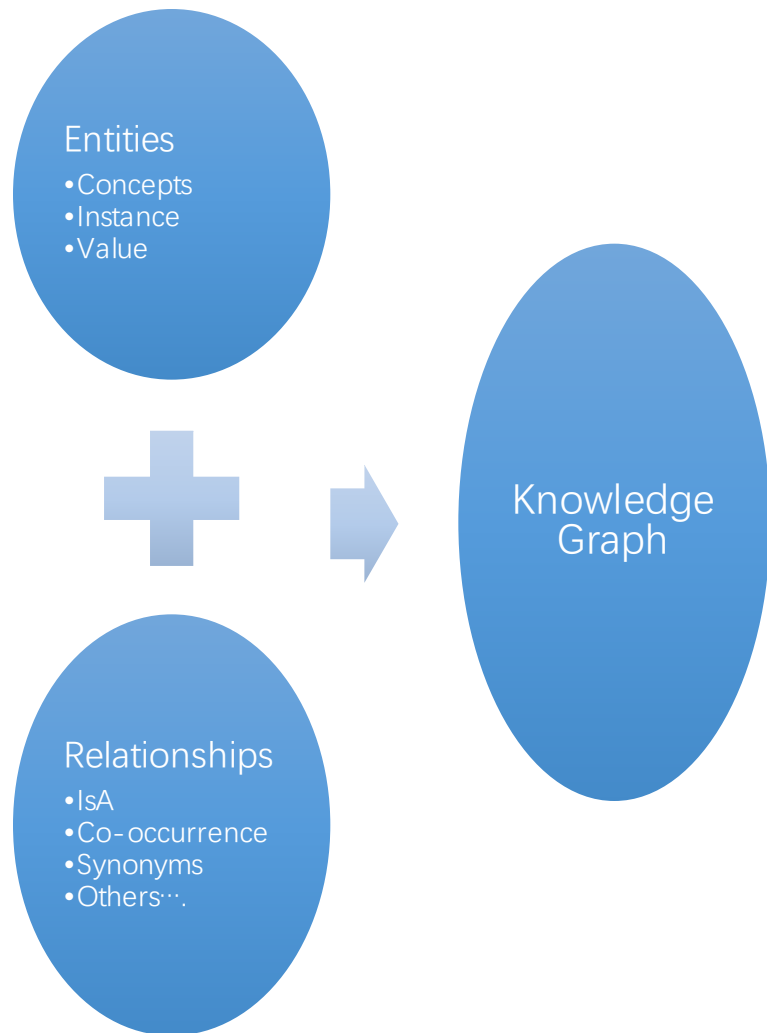 Entities
•Concepts
•Instance
•Value
Knowledge
Graph
Relationships
•IsA
•Co-occurrence
•Synonyms
•Others….